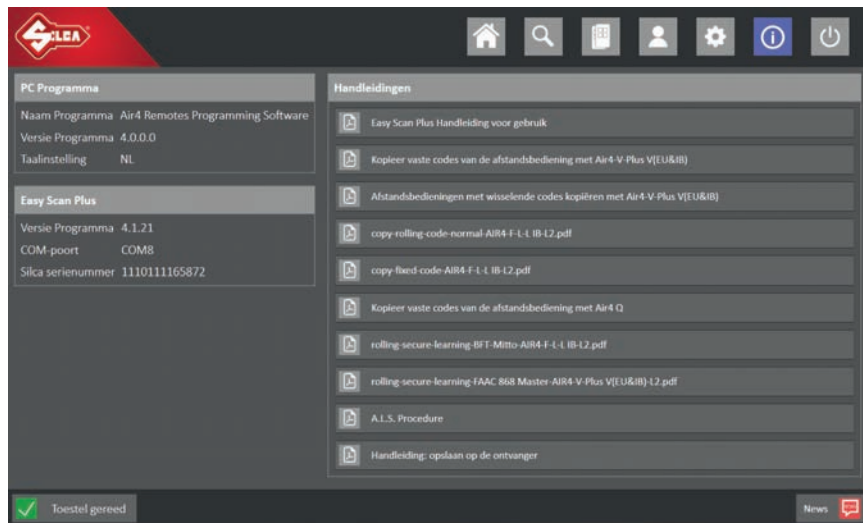 SILCA
PC Programma
Naam Programma Air4 Remotes Programming Software
Versie Programma 4.0.0.0
Taalinstelling NL
Easy Scan Plus
Versie Programma 4.1.21
COM-poort COM8
Silca serienummer 1110111165872
Handleidingen
Easy Scan Plus Handleiding voor gebruik
Kopieer vaste codes van de afstandsbediening met Air4-V-Plus V(EU&IB)
Afstandsbedieningen met wisselende codes kopiëren met Air4-V-Plus V(EU&IB)
copy-rolling-code-normal-AIR4-F-L-L IB-L2.pdf
copy-fixed-code-AIR4-F-L-L IB-L2.pdf
Kopieer vaste codes van de afstandsbediening met Air4 Q
rolling-secure-learning-BFT-Mitto-AIR4-F-L-L IB-L2.pdf
rolling-secure-learning-FAAC 868 Master-AIR4-V-Plus V(EU&IB)-L2.pdf
A.L.S. Procedure
Handleiding: opslaan op de ontvanger
Toestel gereed
News